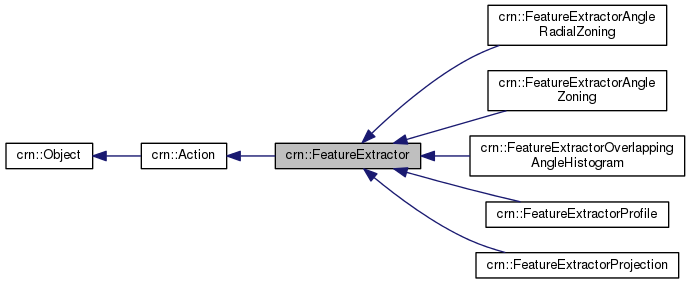 crn::FeatureExtractorAngle
RadialZoning
crn::FeatureExtractorAngle
Zoning
crn::Object
crn::Action
crn::FeatureExtractor
crn::FeatureExtractorOverlapping
AngleHistogram
crn::FeatureExtractorProfile
crn::FeatureExtractorProjection